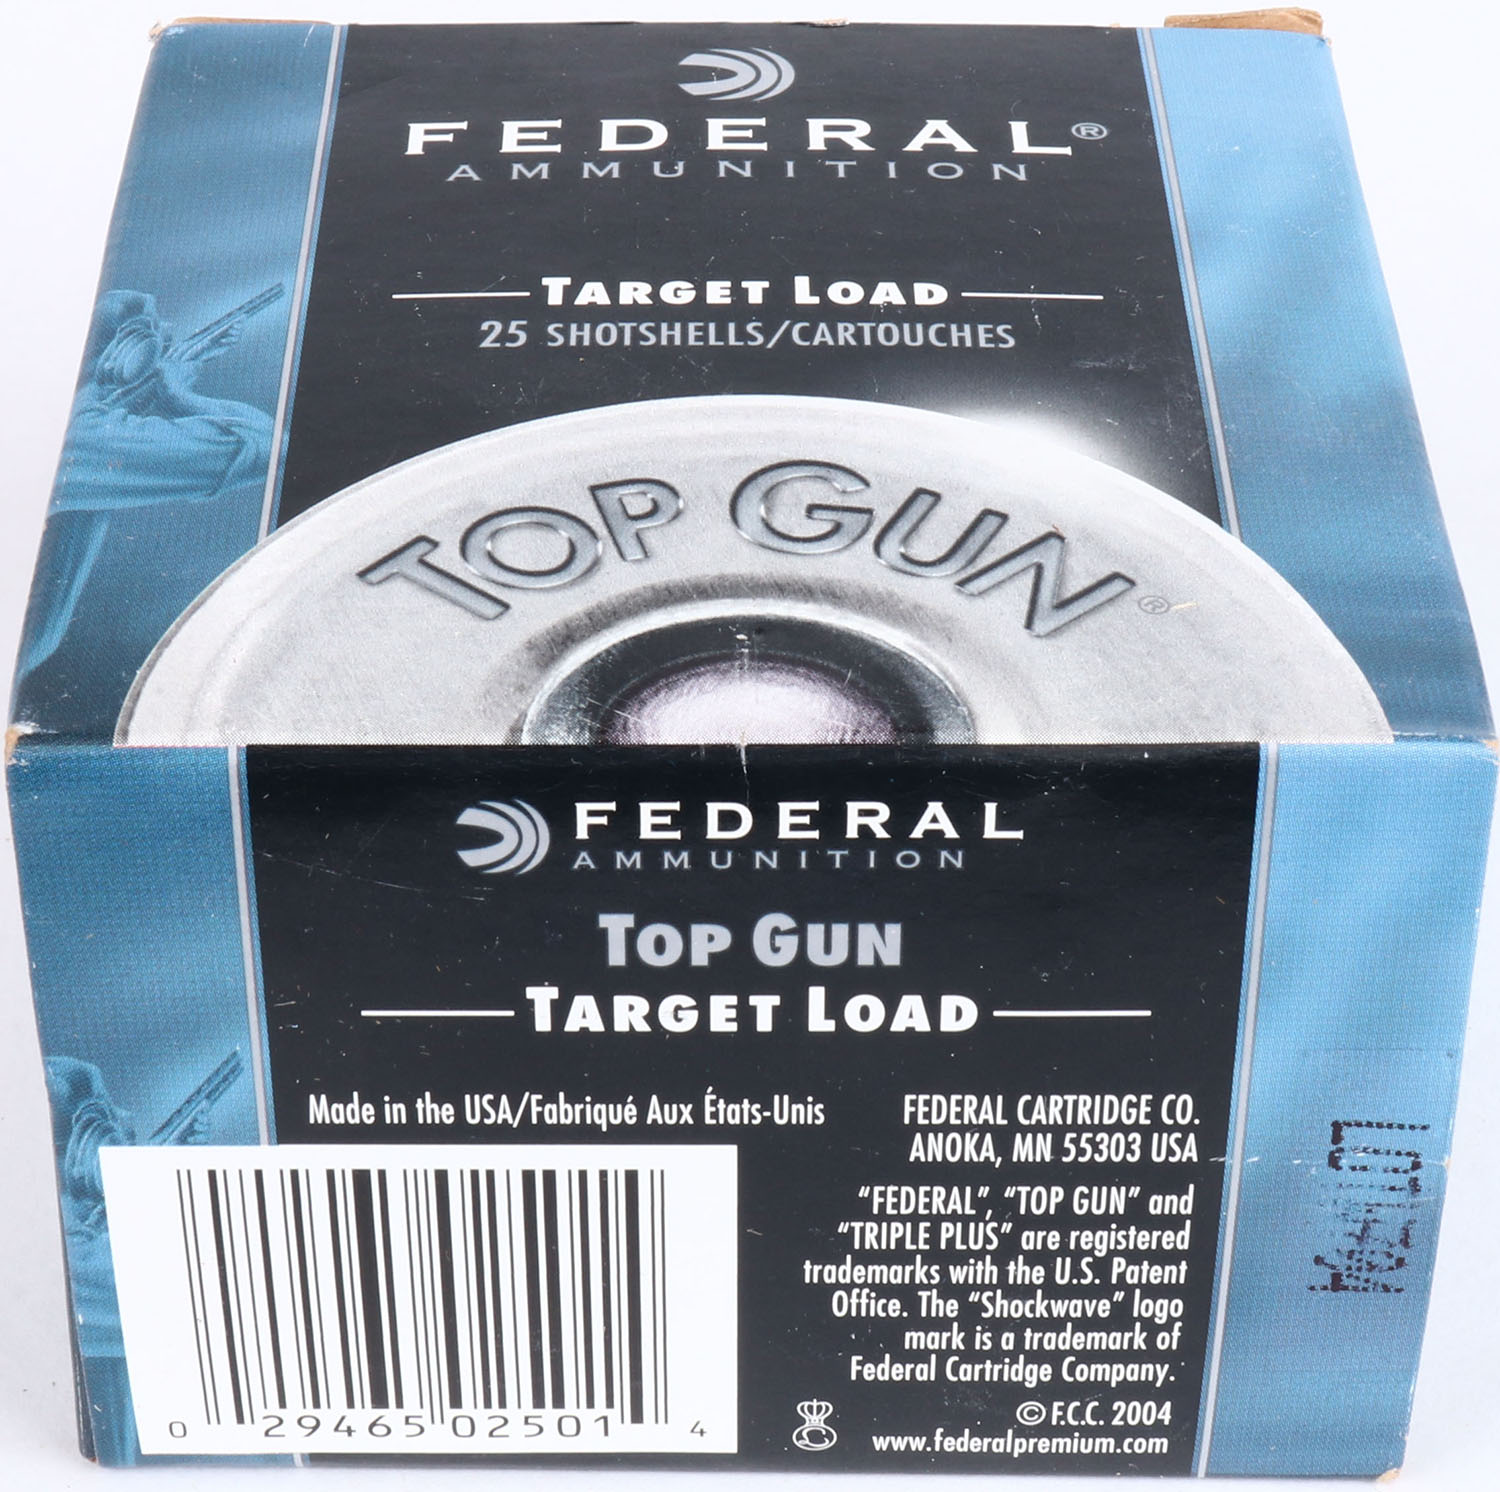 FEDERAL®
AMMUNITION
TARGET LOAD
25 SHOTSHELLS/CARTOUCHES
TOP GUN®
FEDERAL
AMMUNITION
TOP GUN
TARGET LOAD
Made in the USA/Fabriqué Aux États-Unis
0 29465 02501 4
FEDERAL CARTRIDGE CO.
ANOKA, MN 55303 USA
“FEDERAL”, “TOP GUN” and
“TRIPLE PLUS” are registered
trademarks with the U.S. Patent
Office. The “Shockwave” logo
mark is a trademark of
Federal Cartridge Company.
© F.C.C. 2004
www.federalpremium.com